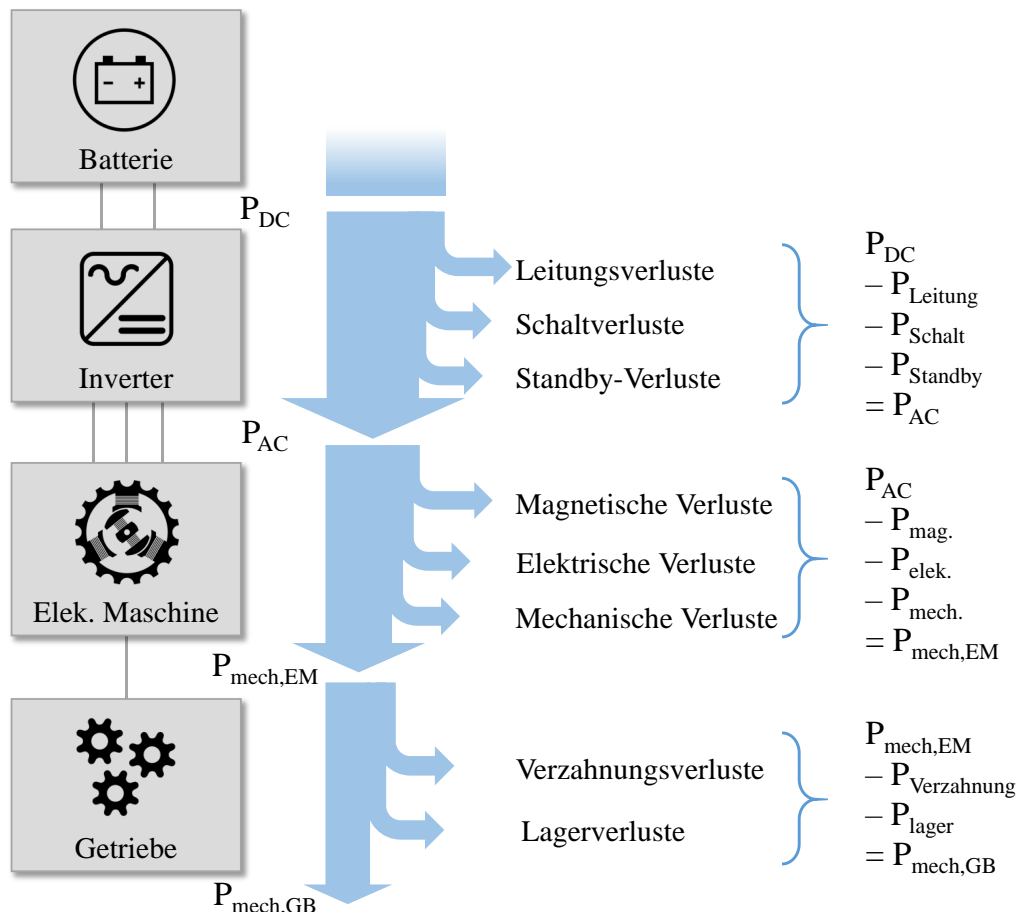 Batterie
P_DC
Inverter
Leitungsverluste
Schaltverluste
Standby-Verluste
P_DC
– P_Leitung
– P_Schalt
– P_Standby
= P_AC
P_AC
Elek. Maschine
Magnetische Verluste
Elektrische Verluste
Mechanische Verluste
P_AC
– P_mag.
– P_elek.
– P_mech.
= P_mech,EM
P_mech,EM
Getriebe
Verzahnungsverluste
Lagerverluste
P_mech,EM
– P_Verzahnung
– P_lager
= P_mech,GB
P_mech,GB